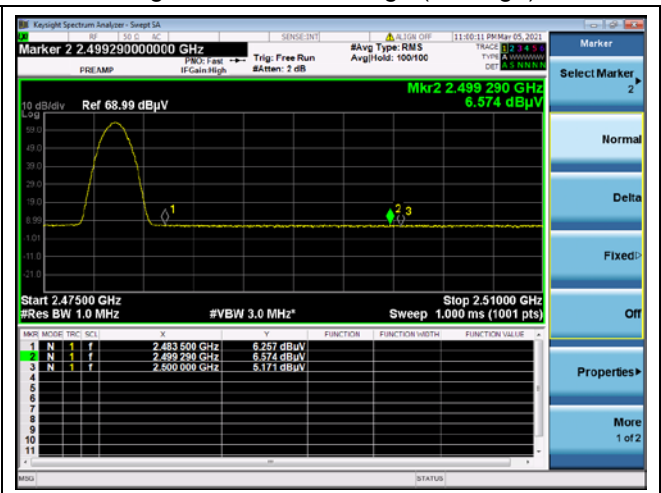 Keysight Spectrum Analyzer - Swept SA
RF 50 Ω AC SENSE:INT ALIGN OFF 11:00:11 PM Mar 05, 2021
Marker 2 2.499290000000 GHz
PNO: Fast Trig: Free Run #Avg Type: RMS TRACE 1 2 3 4 5 6
PREAMP IFGain:High #Atten: 2 dB Avg|Hold: 100/100 TYPE A WWWWW
DET A S N N N N
Mkr2 2.499 290 GHz
10 dB/div Ref 68.99 dBµV 6.574 dBµV
Log
59.0
49.0
39.0
29.0
19.0
8.99
-1.01
-11.0
-21.0
1
2 3
Start 2.47500 GHz Stop 2.51000 GHz
#Res BW 1.0 MHz #VBW 3.0 MHz* Sweep 1.000 ms (1001 pts)
MKR MODE TRC SCL X Y FUNCTION FUNCTION WIDTH FUNCTION VALUE
1 N 1 f 2.483 500 GHz 6.257 dBµV
2 N 1 f 2.499 290 GHz 6.574 dBµV
3 N 1 f 2.500 000 GHz 5.171 dBµV
4
5
6
7
8
9
10
11
MSG STATUS
Marker
Select Marker
2
Normal
Delta
Fixed
Off
Properties
More
1 of 2